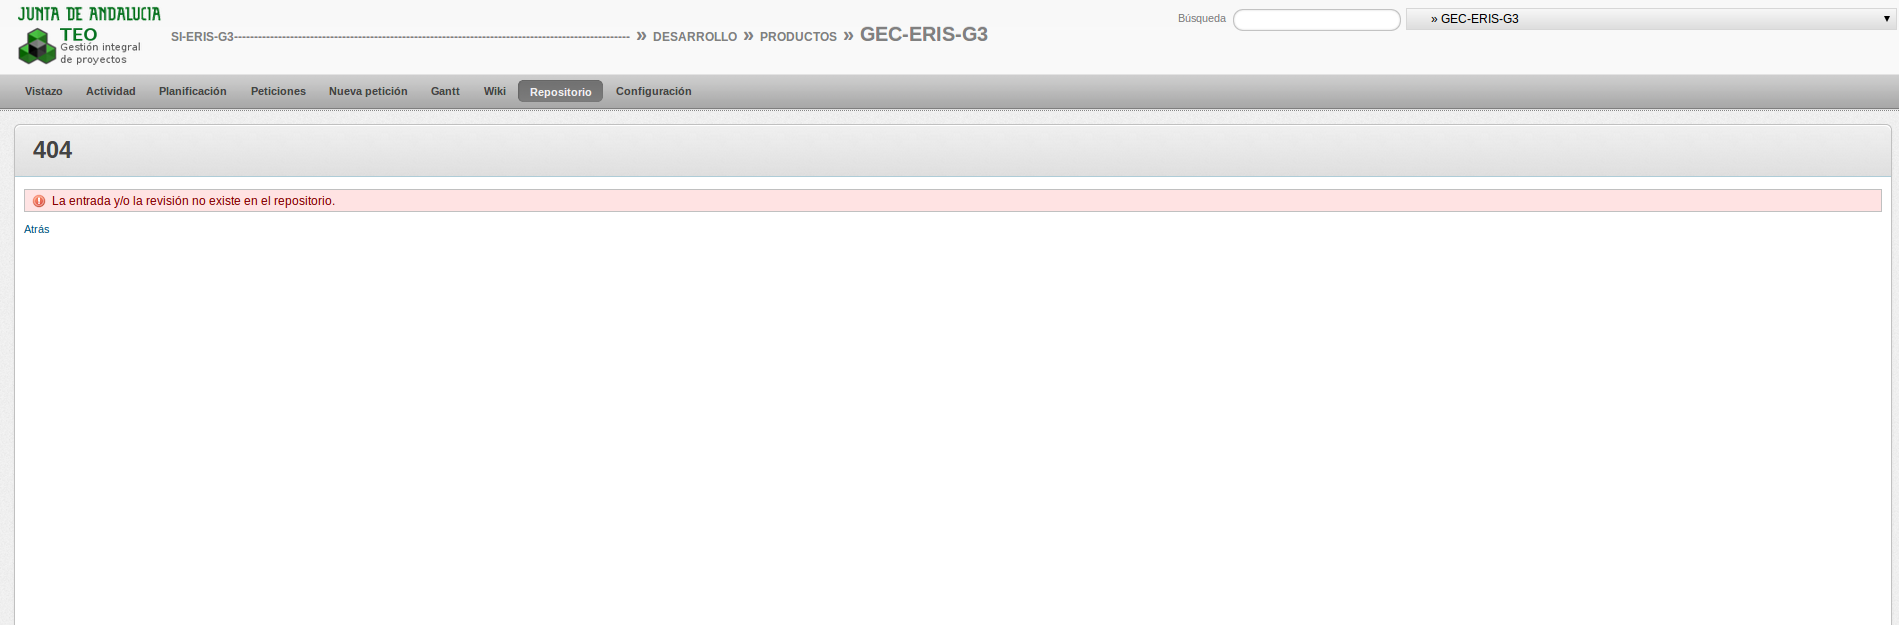 JUNTA DE ANDALUCIA
TEO
Gestión integral
de proyectos
SI-ERIS-G3--------------------------------------------------------------------------------------------------- » DESARROLLO » PRODUCTOS » GEC-ERIS-G3
Búsqueda
» GEC-ERIS-G3
Vistazo Actividad Planificación Peticiones Nueva petición Gantt Wiki Repositorio Configuración
404
La entrada y/o la revisión no existe en el repositorio.
Atrás